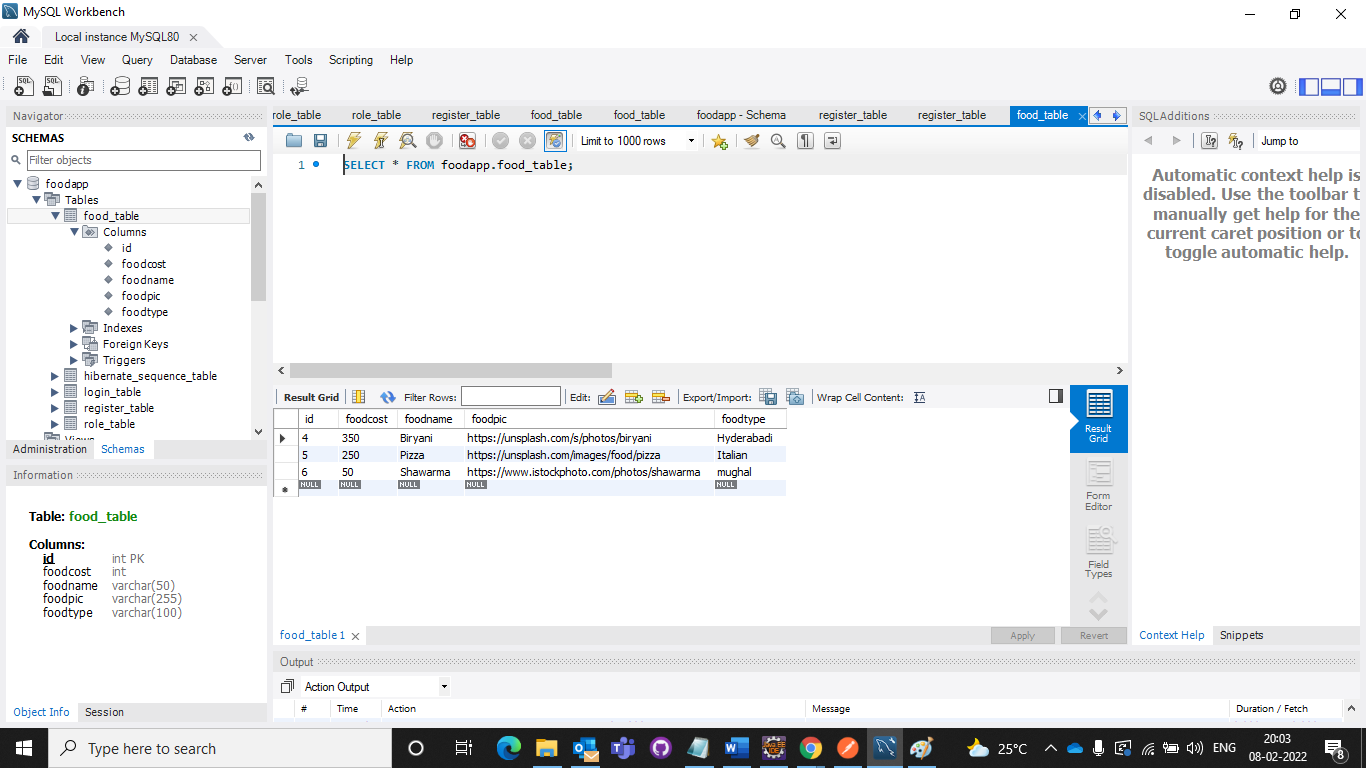 MySQL Workbench
Local instance MySQL80
File Edit View Query Database Server Tools Scripting Help
Navigator
SCHEMAS
Filter objects
foodapp
Tables
food_table
Columns
id
foodcost
foodname
foodpic
foodtype
Indexes
Foreign Keys
Triggers
hibernate_sequence_table
login_table
register_table
role_table
Views
Administration Schemas
Information
Table: food_table
Columns:
id int PK
foodcost int
foodname varchar(50)
foodpic varchar(255)
foodtype varchar(100)
Object Info Session
role_table role_table register_table food_table food_table foodapp - Schema register_table register_table food_table
Limit to 1000 rows
1 SELECT * FROM foodapp.food_table;
Result Grid Filter Rows: Edit: Export/Import: Wrap Cell Content: IA
id foodcost foodname foodpic foodtype
4 350 Biryani https://unsplash.com/s/photos/biryani Hyderabadi
5 250 Pizza https://unsplash.com/images/food/pizza Italian
6 50 Shawarma https://www.istockphoto.com/photos/shawarma mughal
NULL NULL NULL NULL NULL
Result Grid
Form Editor
Field Types
food_table 1
Apply Revert
Output
Action Output
# Time Action Message Duration / Fetch
SQLAdditions
Jump to
Automatic context help is
disabled. Use the toolbar t
manually get help for the
current caret position or to
toggle automatic help.
Context Help Snippets
Type here to search
25°C ENG 20:03
08-02-2022
8